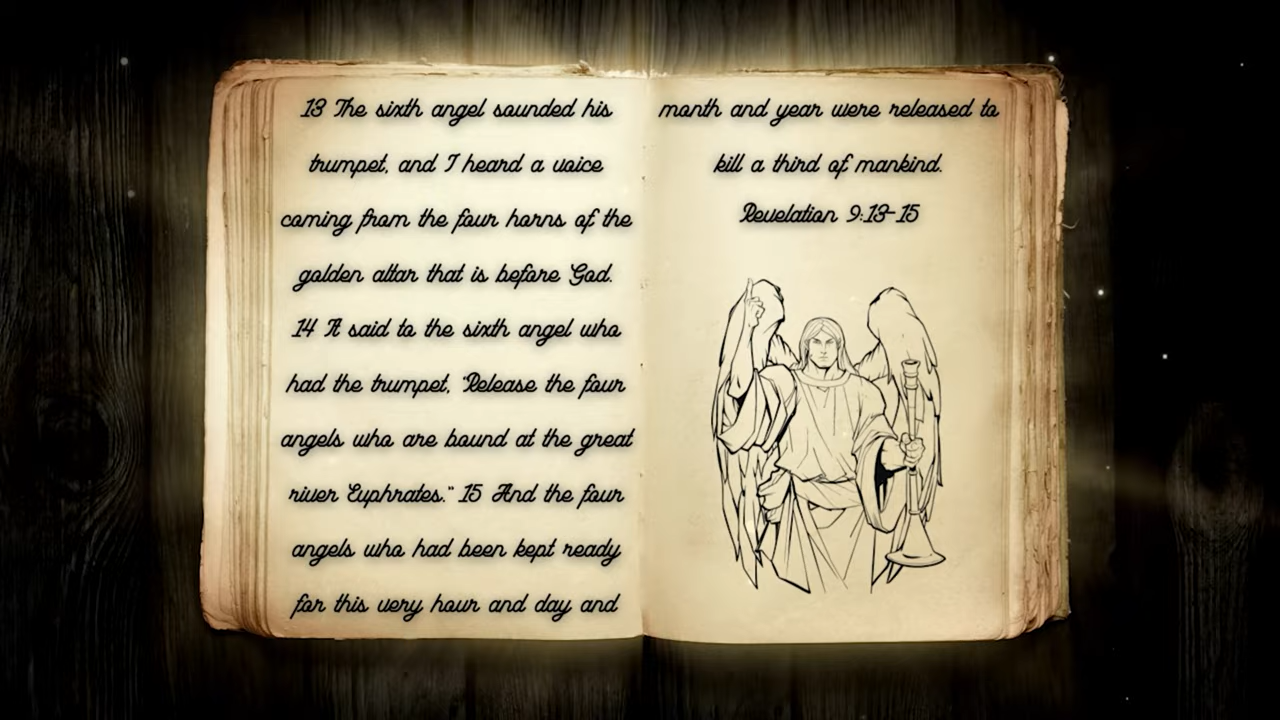 13 The sixth angel sounded his
trumpet, and I heard a voice
coming from the four horns of the
golden altar that is before God.
14 It said to the sixth angel who
had the trumpet, "Release the four
angels who are bound at the great
river Euphrates." 15 And the four
angels who had been kept ready
for this very hour and day and
month and year were released to
kill a third of mankind.
Revelation 9:13-15